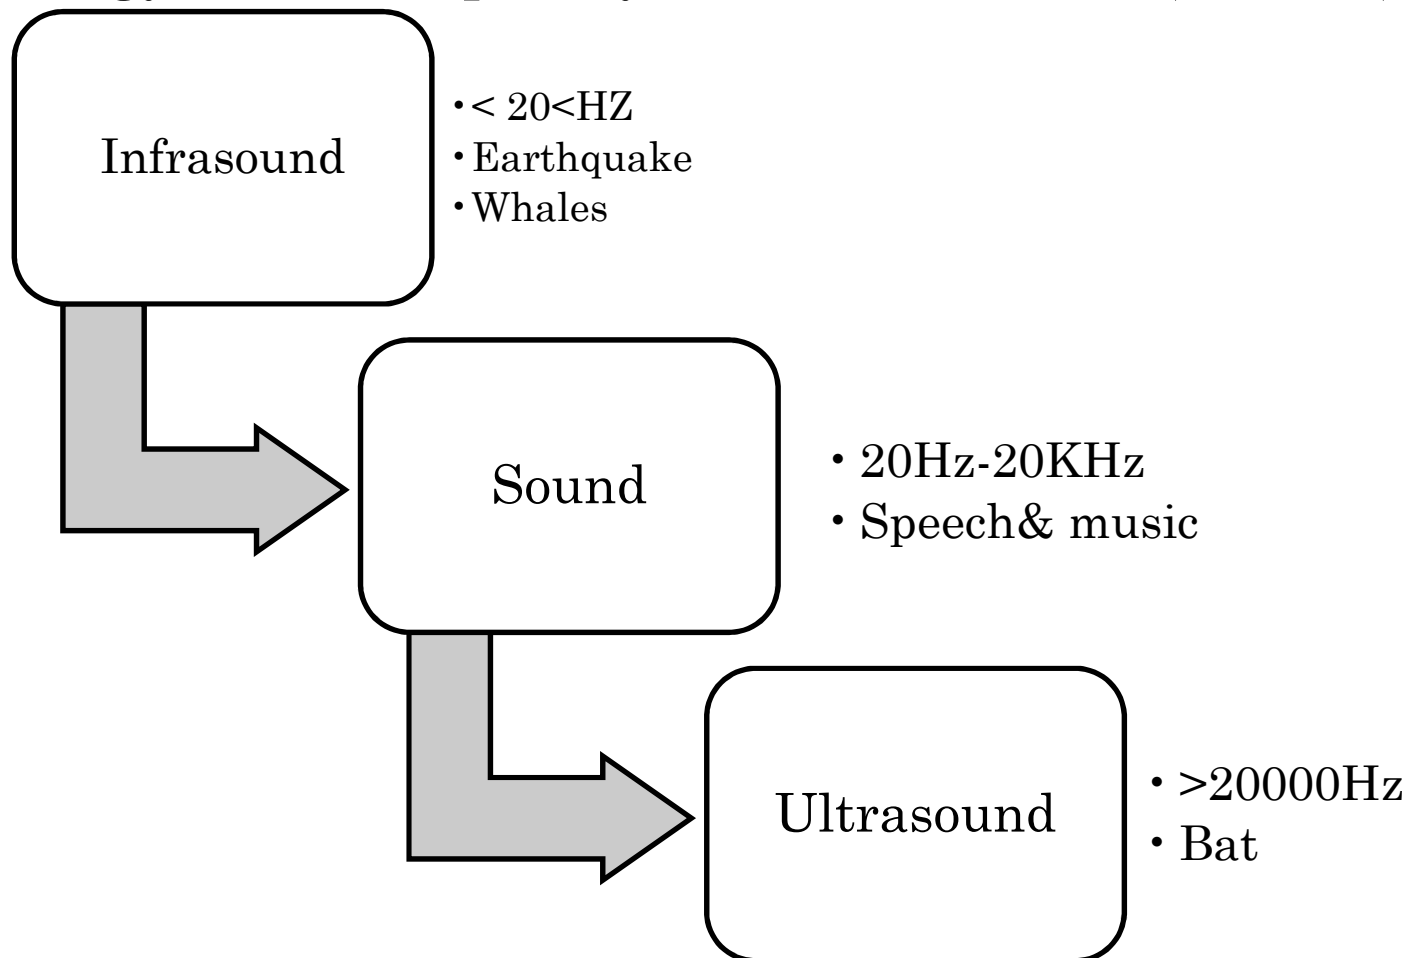 Infrasound
・< 20<HZ
・Earthquake
・Whales
Sound
・20Hz-20KHz
・Speech& music
Ultrasound
・>20000Hz
・Bat